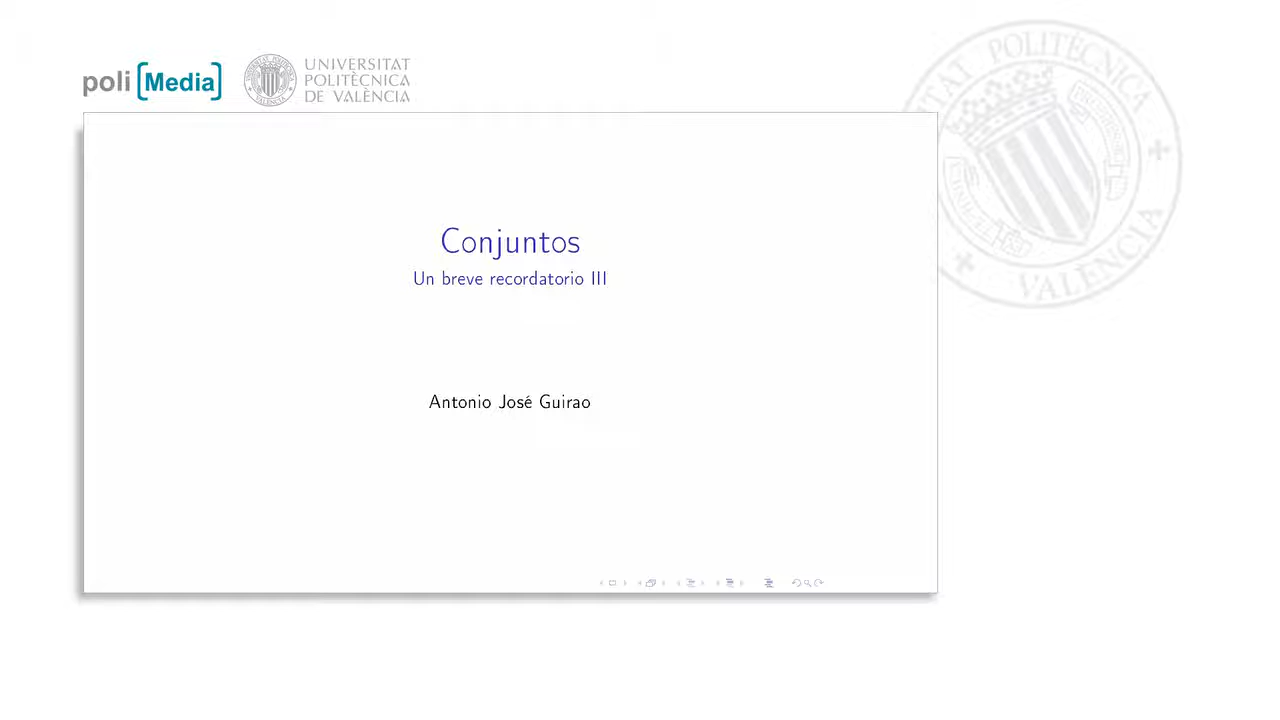 poli [Media]
UNIVERSITAT
POLITÈCNICA
DE VALÈNCIA
Conjuntos
Un breve recordatorio III
Antonio José Guirao